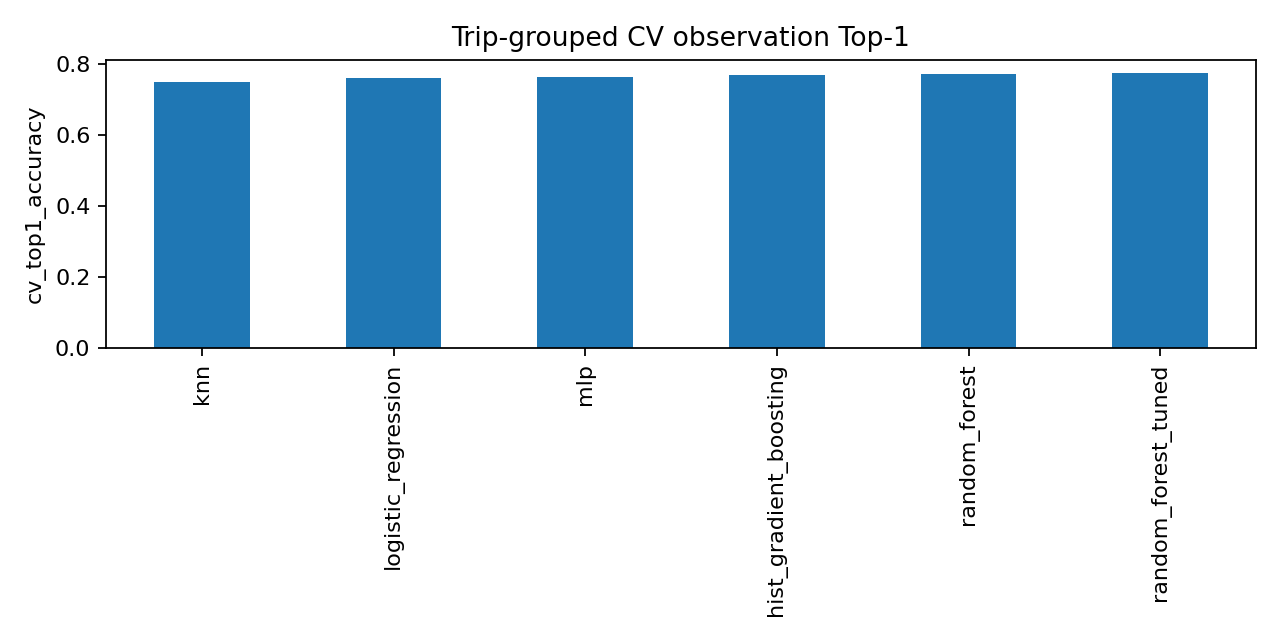 Trip-grouped CV observation Top-1
cv_top1_accuracy
0.8
0.6
0.4
0.2
0.0
knn
logistic_regression
mlp
hist_gradient_boosting
random_forest
random_forest_tuned